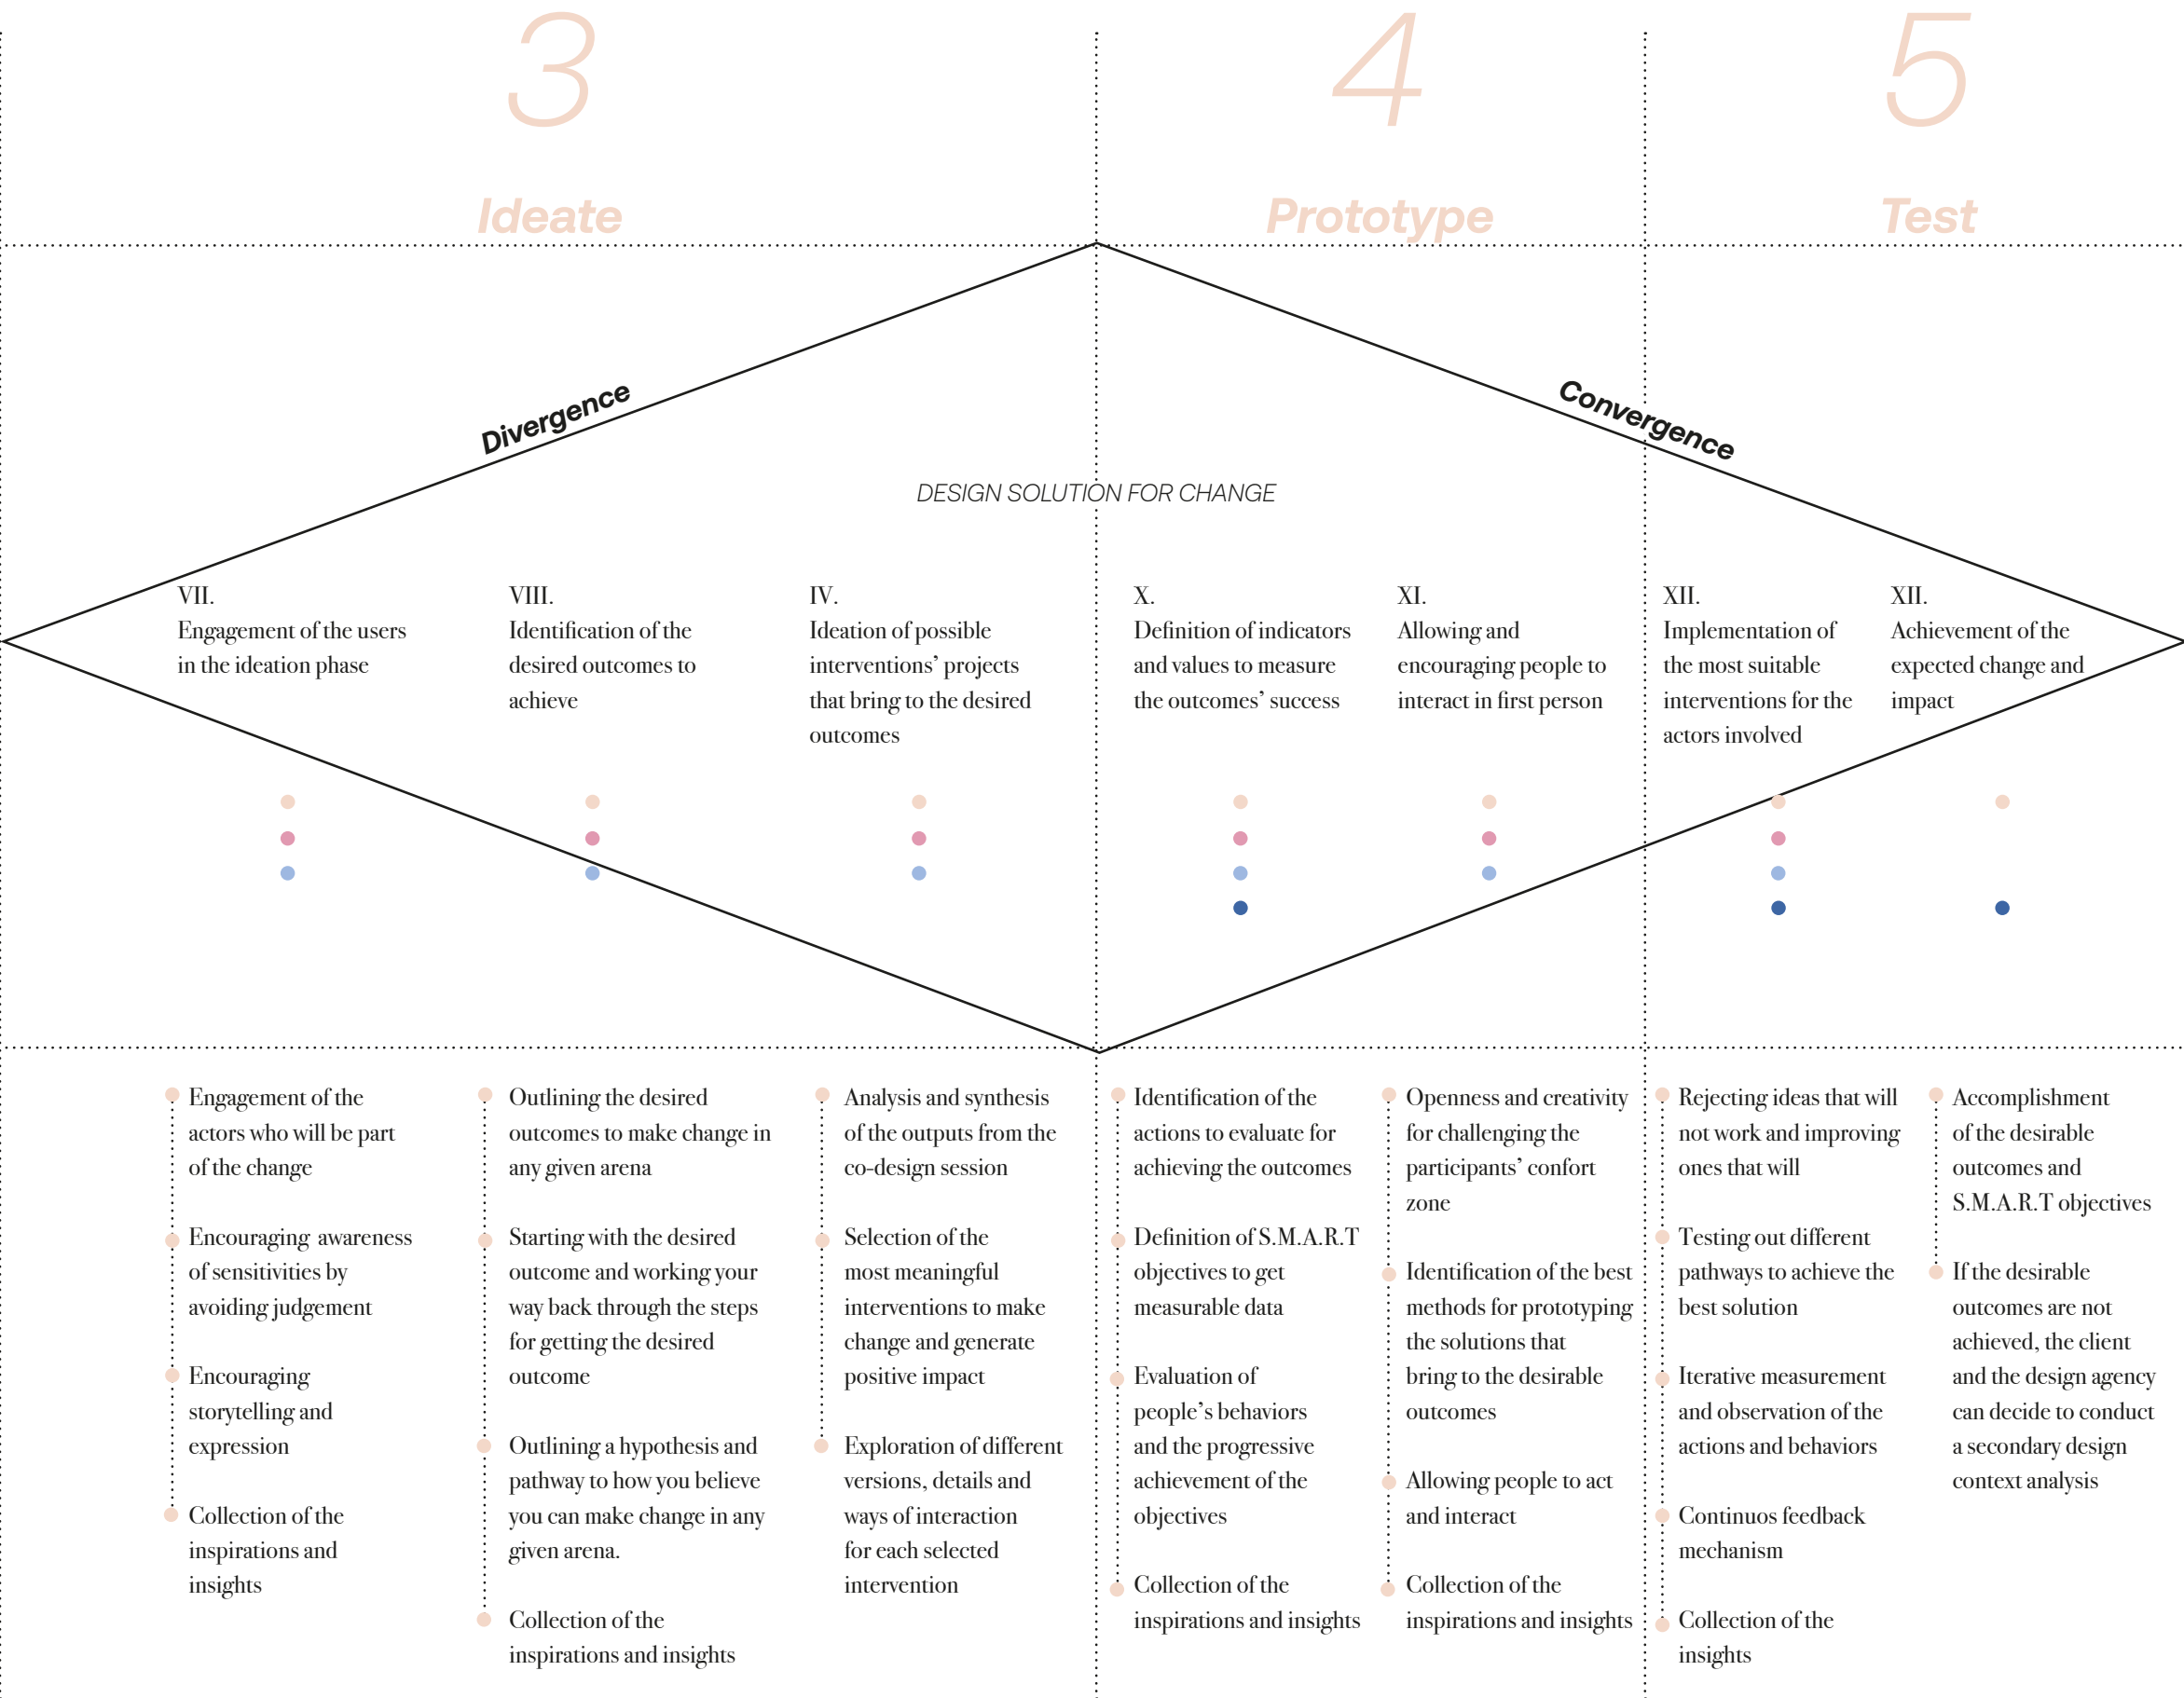 3
Ideate
4
Prototype
5
Test
Divergence
Convergence
DESIGN SOLUTION FOR CHANGE
VII.
Engagement of the users
in the ideation phase
VIII.
Identification of the
desired outcomes to
achieve
IV.
Ideation of possible
interventions’ projects
that bring to the desired
outcomes
X.
Definition of indicators
and values to measure
the outcomes’ success
XI.
Allowing and
encouraging people to
interact in first person
XII.
Implementation of
the most suitable
interventions for the
actors involved
XII.
Achievement of the
expected change and
impact
Engagement of the
actors who will be part
of the change
Encouraging awareness
of sensitivities by
avoiding judgement
Encouraging
storytelling and
expression
Collection of the
inspirations and
insights
Outlining the desired
outcomes to make change in
any given arena
Starting with the desired
outcome and working your
way back through the steps
for getting the desired
outcome
Outlining a hypothesis and
pathway to how you believe
you can make change in any
given arena.
Collection of the
inspirations and insights
Analysis and synthesis
of the outputs from the
co-design session
Selection of the
most meaningful
interventions to make
change and generate
positive impact
Exploration of different
versions, details and
ways of interaction
for each selected
intervention
Identification of the
actions to evaluate for
achieving the outcomes
Definition of S.M.A.R.T
objectives to get
measurable data
Evaluation of
people’s behaviors
and the progressive
achievement of the
objectives
Collection of the
inspirations and insights
Openness and creativity
for challenging the
participants’ confort
zone
Identification of the best
methods for prototyping
the solutions that
bring to the desirable
outcomes
Allowing people to act
and interact
Collection of the
inspirations and insights
Rejecting ideas that will
not work and improving
ones that will
Testing out different
pathways to achieve the
best solution
Iterative measurement
and observation of the
actions and behaviors
Continuos feedback
mechanism
Collection of the
insights
Accomplishment
of the desirable
outcomes and
S.M.A.R.T objectives
If the desirable
outcomes are not
achieved, the client
and the design agency
can decide to conduct
a secondary design
context analysis